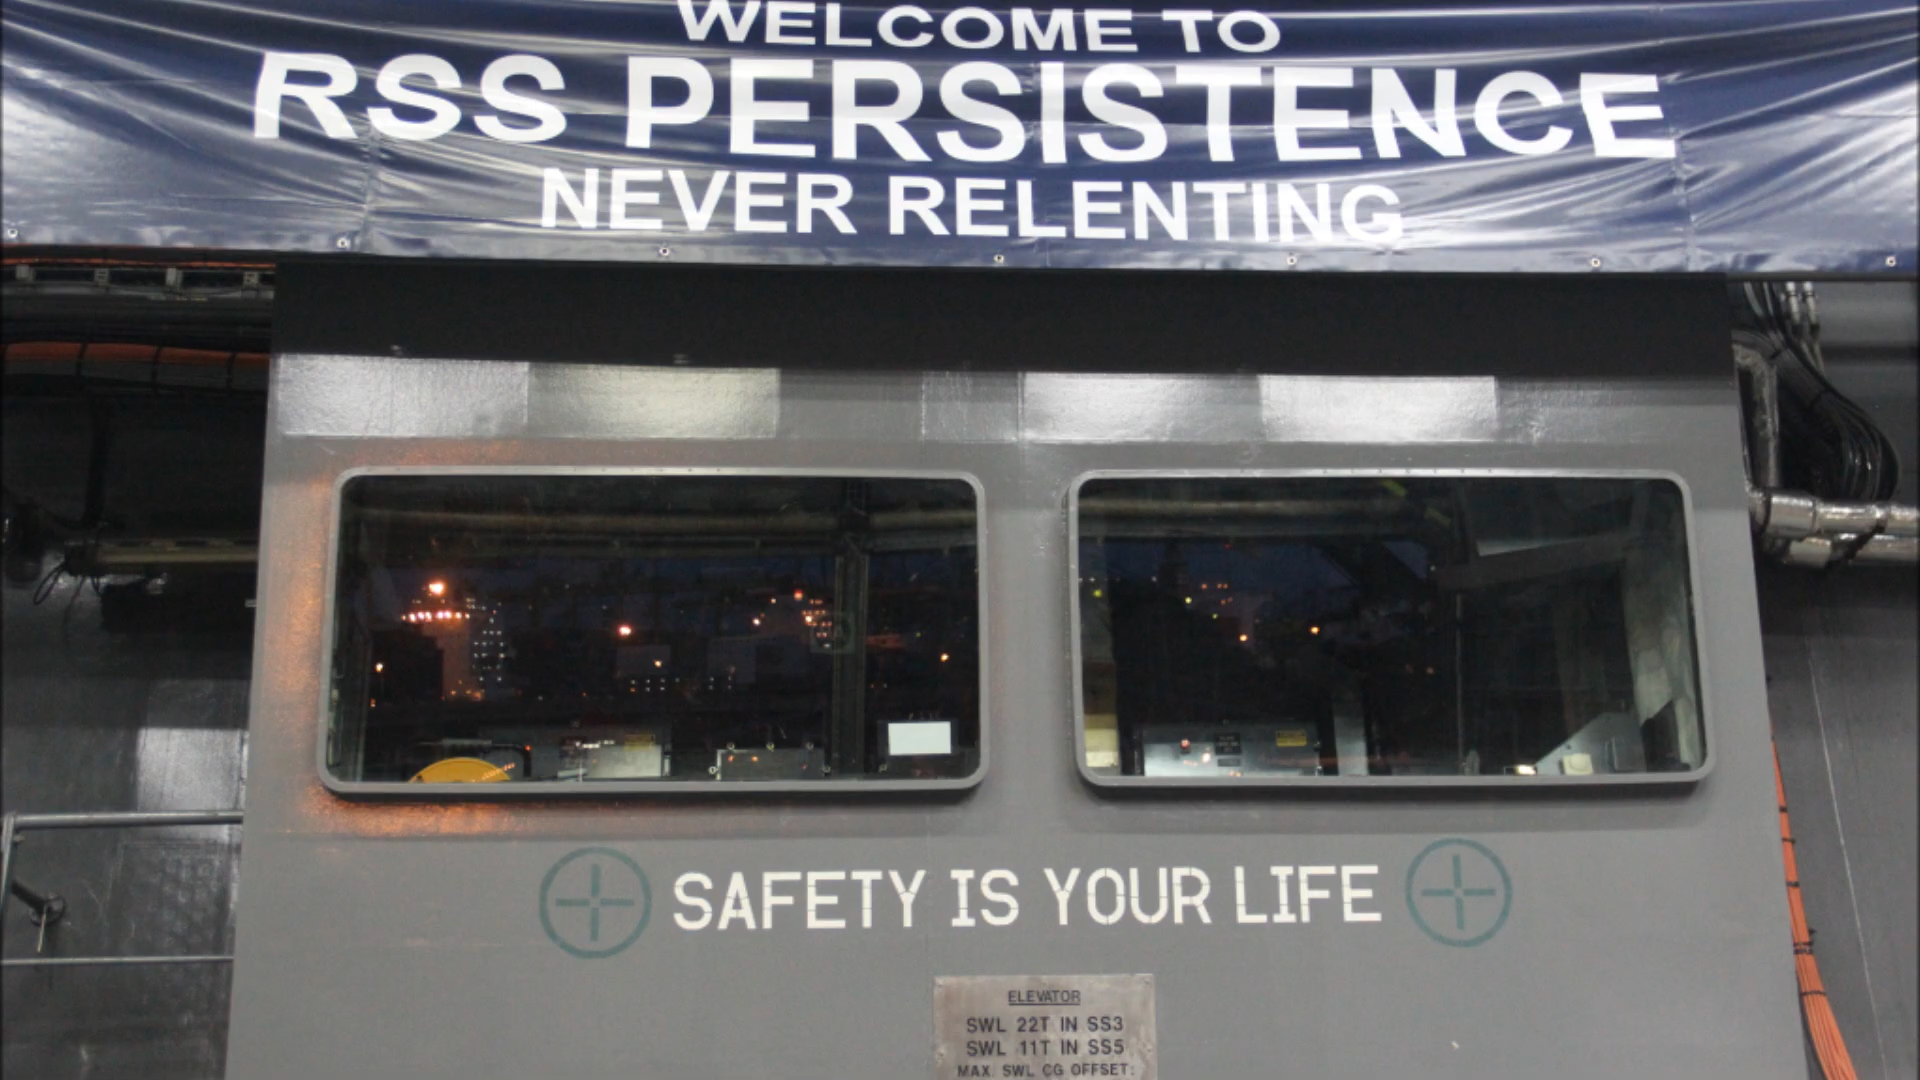 WELCOME TO
RSS PERSISTENCE
NEVER RELENTING
SAFETY IS YOUR LIFE
ELEVATOR
SWL 22T IN SS3
SWL 11T IN SS5
MAX. SWL CG OFFSET: